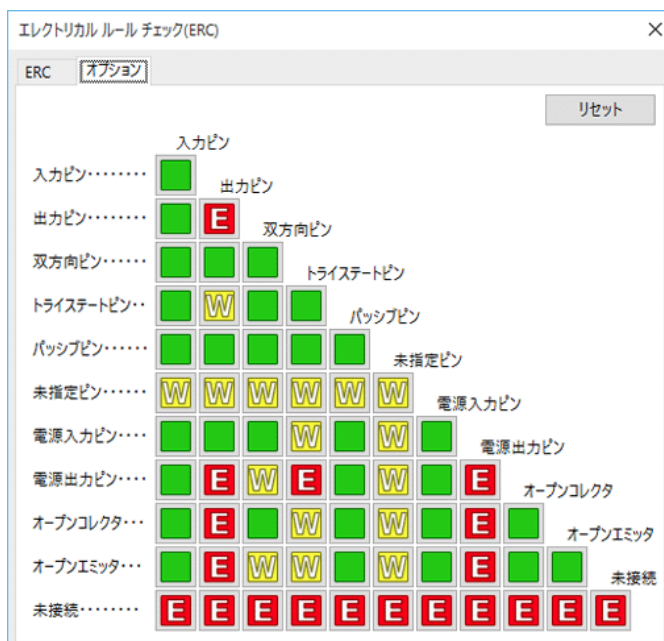 エレクトリカル ルール チェック(ERC)
ERC オプション
リセット
入力ピン
入力ピン········
出力ピン
出力ピン········ E
双方向ピン
双方向ピン······
トライステートピン
トライステートピン·· W
パッシブピン
パッシブピン······
未指定ピン
未指定ピン······ W W W W W W
電源入力ピン
電源入力ピン···· W W
電源出力ピン
電源出力ピン···· E W E W E
オープンコレクタ
オープンコレクタ··· E W W E
オープンエミッタ
オープンエミッタ··· E W W W E
未接続
未接続········ E E E E E E E E E E E